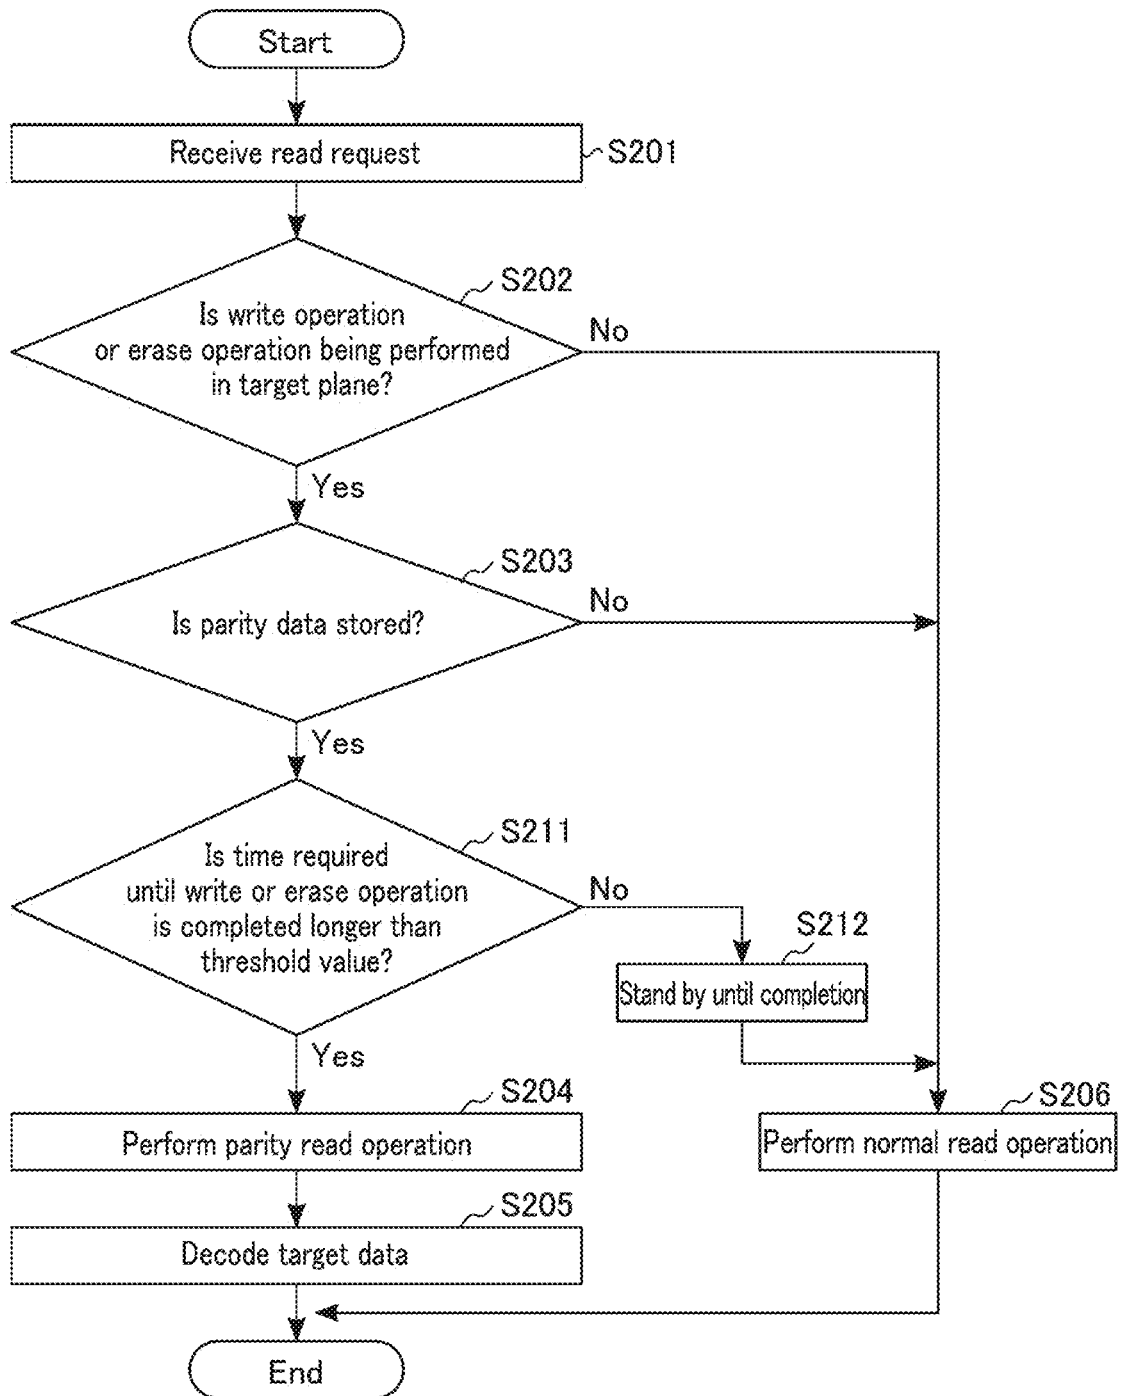 Start
Receive read request
S201
S202
Is write operation
or erase operation being performed
in target plane?
No
Yes
S203
Is parity data stored?
No
Yes
S211
Is time required
until write or erase operation
is completed longer than
threshold value?
No
S212
Stand by until completion
Yes
S204
Perform parity read operation
S206
Perform normal read operation
S205
Decode target data
End